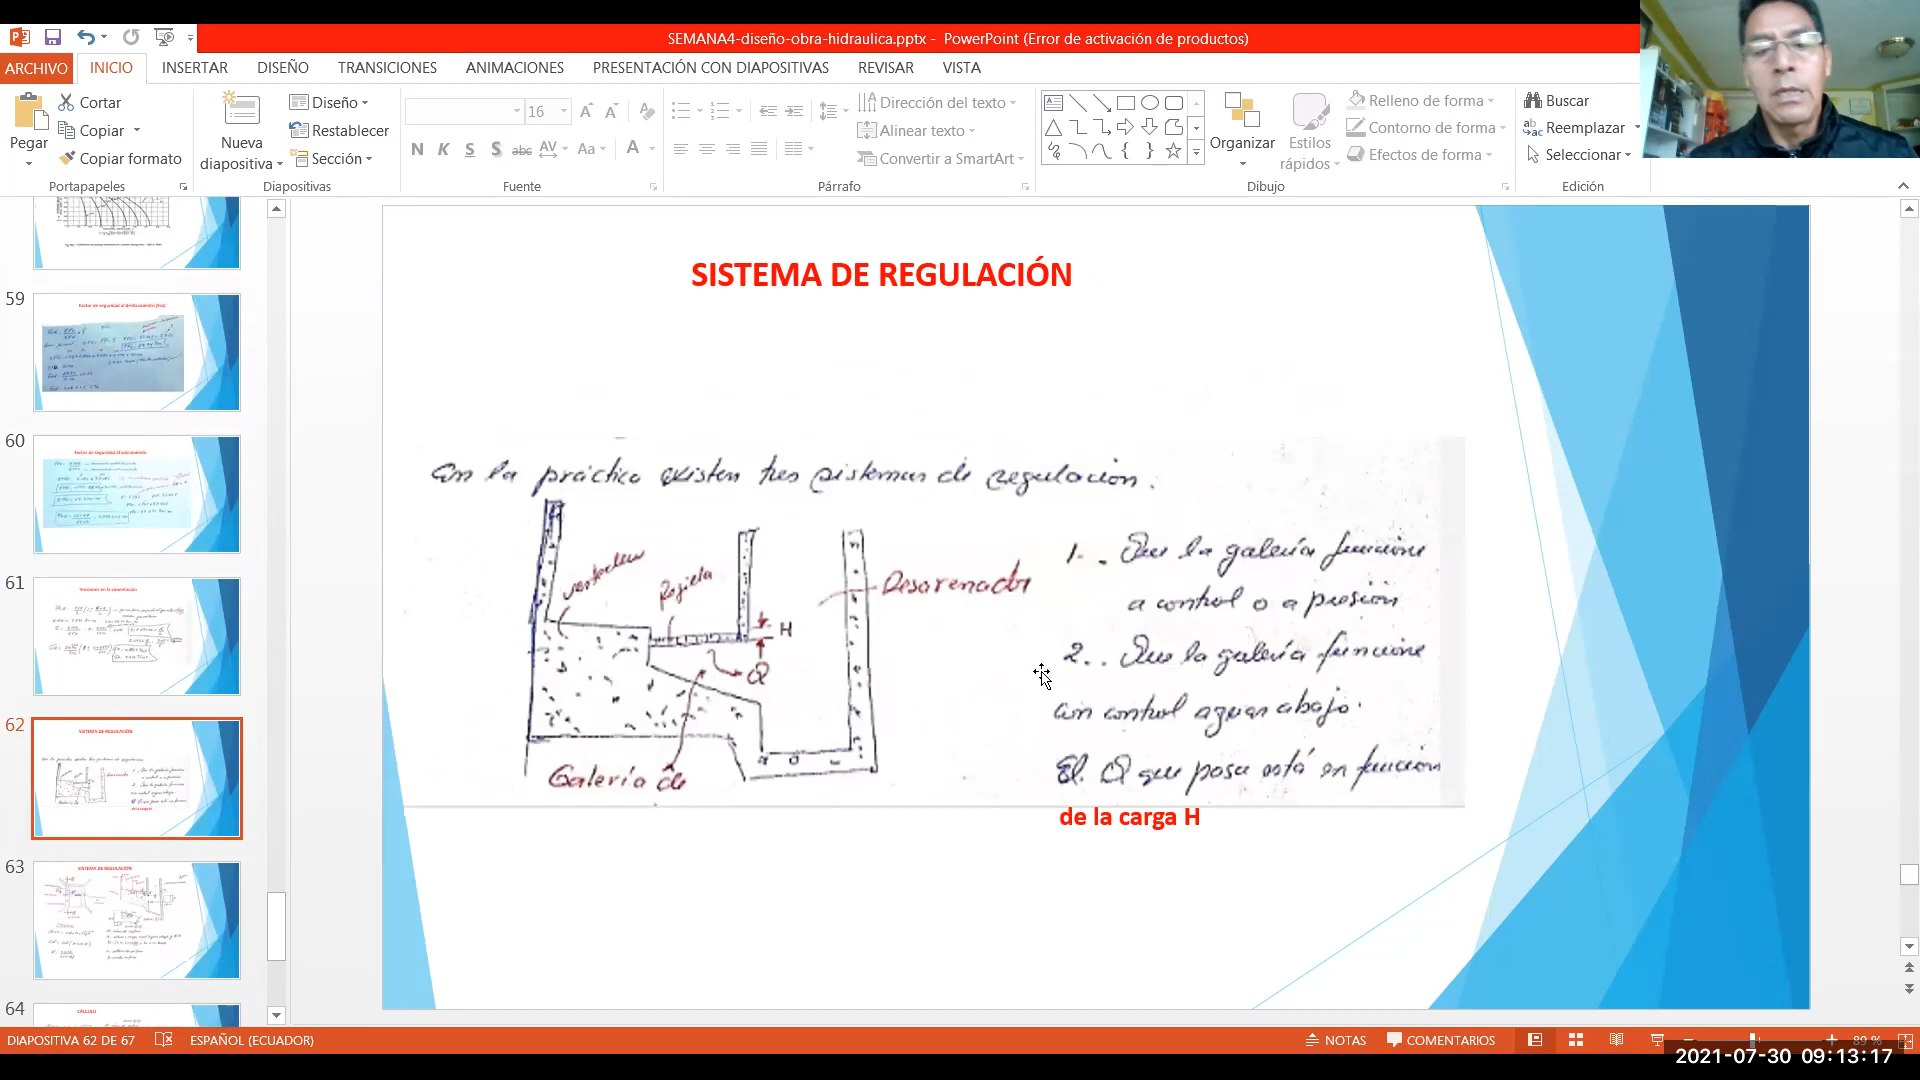 SEMANA4-diseño-obra-hidraulica.pptx - PowerPoint (Error de activación de productos)
ARCHIVO INICIO INSERTAR DISEÑO TRANSICIONES ANIMACIONES PRESENTACIÓN CON DIAPOSITIVAS REVISAR VISTA
Pegar
Cortar
Copiar
Copiar formato
Portapapeles
Nueva diapositiva
Diseño
Restablecer
Sección
Diapositivas
16
N K S S abc AV Aa A
Fuente
Dirección del texto
Alinear texto
Convertir a SmartArt
Párrafo
Organizar
Estilos rápidos
Relleno de forma
Contorno de forma
Efectos de forma
Dibujo
Buscar
Reemplazar
Seleccionar
Edición
59
60
61
62
63
64
SISTEMA DE REGULACIÓN
En la práctica existen tres sistemas de regulación.
Rejilla
Desarenador
H
Q
Galería de
1.- Que la galería funcione
a control o a presión
2.. Que la galería funcione
con control aguas abajo.
El Q que pasa está en función
de la carga H
DIAPOSITIVA 62 DE 67
ESPAÑOL (ECUADOR)
NOTAS
COMENTARIOS
89 %
2021-07-30 09:13:17